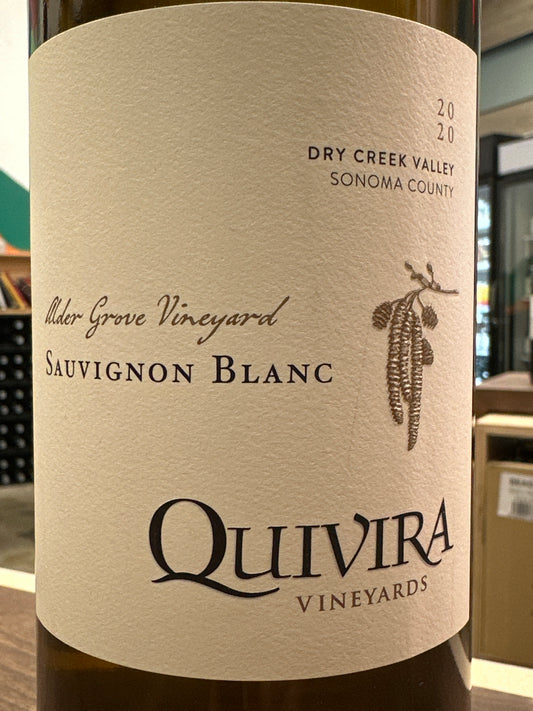 20
20
DRY CREEK VALLEY
SONOMA COUNTY
Alder Grove Vineyard
SAUVIGNON BLANC
QUIVIRA
VINEYARDS